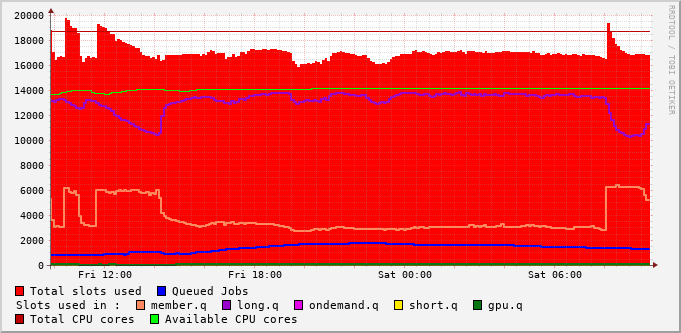 20000
18000
16000
14000
12000
10000
8000
6000
4000
2000
0
Fri 12:00 Fri 18:00 Sat 00:00 Sat 06:00
RRDTOOL / TOBI OETIKER
Total slots used Queued Jobs
Slots used in : member.q long.q ondemand.q short.q gpu.q
Total CPU cores Available CPU cores